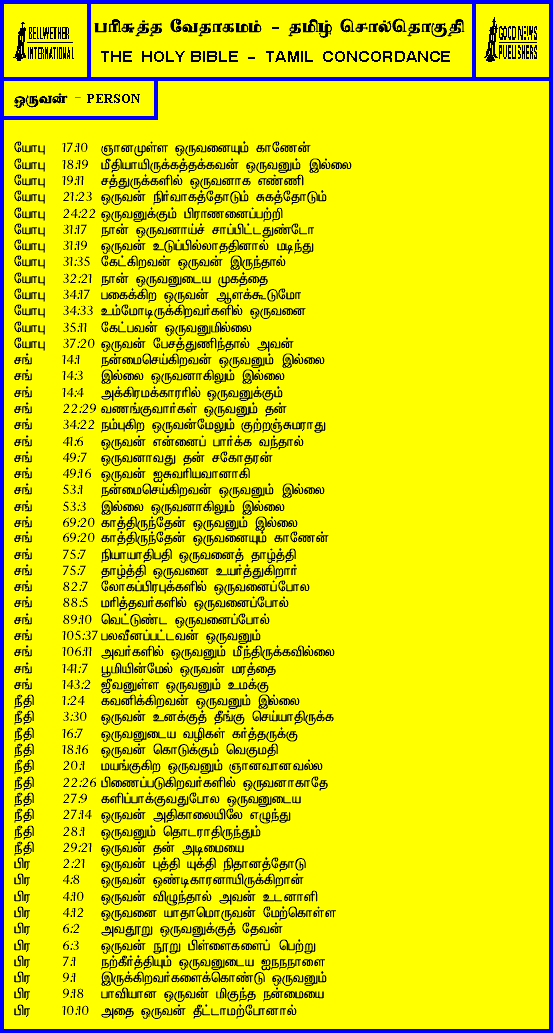 BELLWETHER
INTERNATIONAL
பரிசுத்த வேதாகமம் - தமிழ் சொல்தொகுதி
THE HOLY BIBLE - TAMIL CONCORDANCE
GOOD NEWS
PUBLISHERS
ஒருவன் - PERSON
யோபு 17:10 ஞானமுள்ள ஒருவனையும் காணேன்
யோபு 18:19 மீதியாயிருக்கத்தக்கவன் ஒருவனும் இல்லை
யோபு 19:11 சத்துருக்களில் ஒருவனாக எண்ணி
யோபு 21:23 ஒருவன் நிர்வாகத்தோடும் சுகத்தோடும்
யோபு 24:22 ஒருவனுக்கும் பிராணனைப்பற்றி
யோபு 31:17 நான் ஒருவனாய்ச் சாப்பிட்டதுண்டோ
யோபு 31:19 ஒருவன் உடுப்பில்லாததினால் மடிந்து
யோபு 31:35 கேட்கிறவன் ஒருவன் இருந்தால்
யோபு 32:21 நான் ஒருவனுடைய முகத்தை
யோபு 34:17 பகைக்கிற ஒருவன் ஆளக்கூடுமோ
யோபு 34:33 உம்மோடிருக்கிறவர்களில் ஒருவனை
யோபு 35:11 கேட்பவன் ஒருவனுமில்லை
யோபு 37:20 ஒருவன் பேசத்துணிந்தால் அவன்
சங் 14:1 நன்மைசெய்கிறவன் ஒருவனும் இல்லை
சங் 14:3 இல்லை ஒருவனாகிலும் இல்லை
சங் 14:4 அக்கிரமக்காரரில் ஒருவனுக்கும்
சங் 22:29 வணங்குவார்கள் ஒருவனும் தன்
சங் 34:22 நம்புகிற ஒருவன்மேலும் குற்றஞ்சுமராது
சங் 41:6 ஒருவன் என்னைப் பார்க்க வந்தால்
சங் 49:7 ஒருவனாவது தன் சகோதரன்
சங் 49:16 ஒருவன் ஐசுவரியவானாகி
சங் 53:1 நன்மைசெய்கிறவன் ஒருவனும் இல்லை
சங் 53:3 இல்லை ஒருவனாகிலும் இல்லை
சங் 69:20 காத்திருந்தேன் ஒருவனும் இல்லை
சங் 69:20 காத்திருந்தேன் ஒருவனையும் காணேன்
சங் 75:7 நியாயாதிபதி ஒருவனைத் தாழ்த்தி
சங் 75:7 தாழ்த்தி ஒருவனை உயர்த்துகிறார்
சங் 82:7 லோகப்பிரபுக்களில் ஒருவனைப்போல
சங் 88:5 மரித்தவர்களில் ஒருவனைப்போல்
சங் 89:10 வெட்டுண்ட ஒருவனைப்போல்
சங் 105:37 பலவீனப்பட்டவன் ஒருவனும்
சங் 106:11 அவர்களில் ஒருவனும் மீந்திருக்கவில்லை
சங் 141:7 பூமியின்மேல் ஒருவன் மரத்தை
சங் 143:2 ஜீவனுள்ள ஒருவனும் உமக்கு
நீதி 1:24 கவனிக்கிறவன் ஒருவனும் இல்லை
நீதி 3:30 ஒருவன் உனக்குத் தீங்கு செய்யாதிருக்க
நீதி 16:7 ஒருவனுடைய வழிகள் கர்த்தருக்கு
நீதி 18:16 ஒருவன் கொடுக்கும் வெகுமதி
நீதி 20:1 மயங்குகிற ஒருவனும் ஞானவானவல்ல
நீதி 22:26 பிணைப்படுகிறவர்களில் ஒருவனாகாதே
நீதி 27:9 களிப்பாக்குவதுபோல ஒருவனுடைய
நீதி 27:14 ஒருவன் அதிகாலையிலே எழுந்து
நீதி 28:1 ஒருவனும் தொடராதிருந்தும்
நீதி 29:21 ஒருவன் தன் அடிமையை
பிர 2:21 ஒருவன் புத்தி யுக்தி நிதானத்தோடு
பிர 4:8 ஒருவன் ஒண்டிகாரனாயிருக்கிறான்
பிர 4:10 ஒருவன் விழுந்தால் அவன் உடனாளி
பிர 4:12 ஒருவனை யாதாமொருவன் மேற்கொள்ள
பிர 6:2 அவதூறு ஒருவனுக்குத் தேவன்
பிர 6:3 ஒருவன் நூறு பிள்ளைகளைப் பெற்று
பிர 7:1 நற்கீர்த்தியும் ஒருவனுடைய ஐநநநாளை
பிர 9:1 இருக்கிறவர்களைக்கொண்டு ஒருவனும்
பிர 9:18 பாவியான ஒருவன் மிகுந்த நன்மையை
பிர 10:10 அதை ஒருவன் தீட்டாமற்போனால்